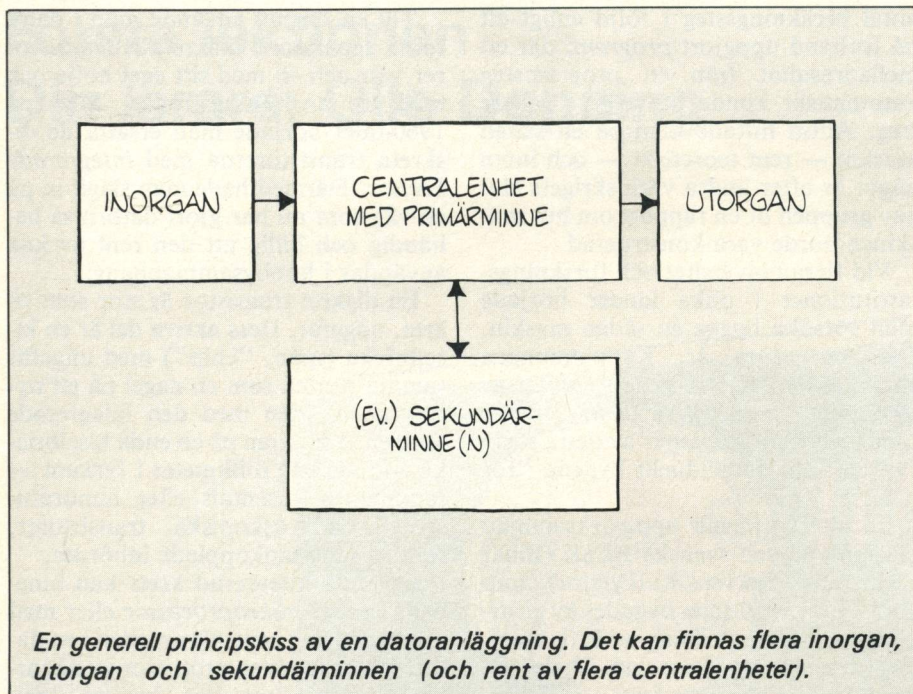 INORGAN
CENTRALENHET
MED PRIMÄRMINNE
UTORGAN
(EV.) SEKUNDÄR-
MINNE(N)
En generell principskiss av en datoranläggning. Det kan finnas flera inorgan,
utorgan och sekundärminnen (och rent av flera centralenheter).